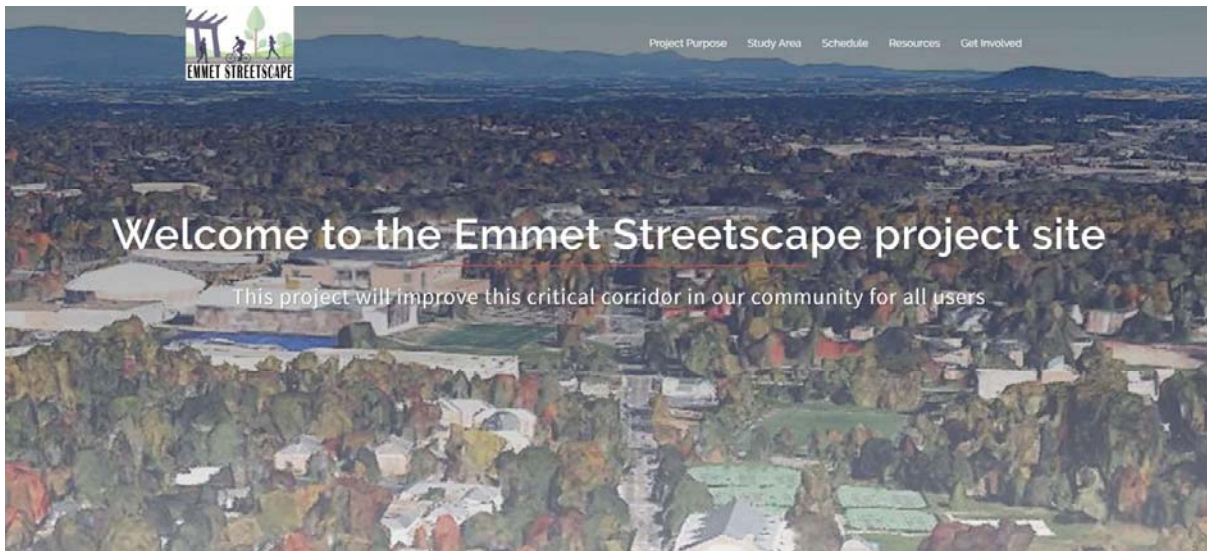 EMMET STREETSCAPE
Project Purpose Study Area Schedule Resources Get Involved
Welcome to the Emmet Streetscape project site
This project will improve this critical corridor in our community for all users